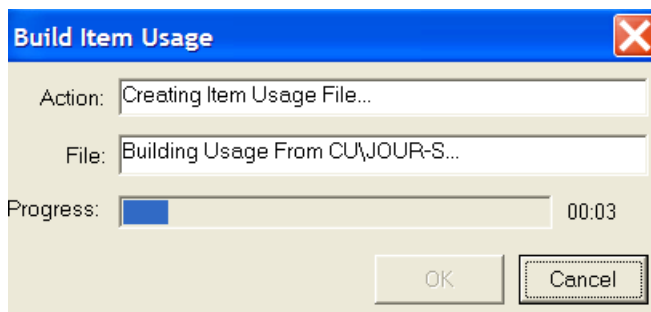 Build Item Usage
Action: Creating Item Usage File...
File: Building Usage From CU\JOUR-S...
Progress: 00:03
OK Cancel